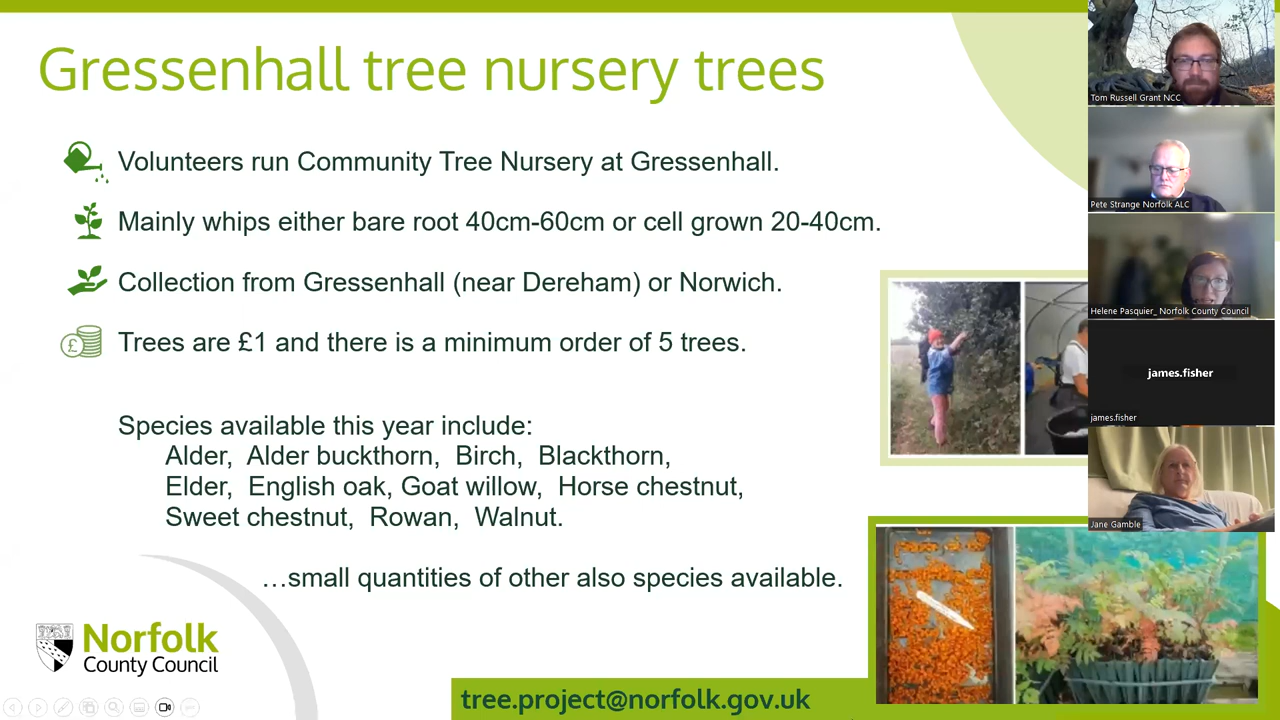 Gressenhall tree nursery trees
Volunteers run Community Tree Nursery at Gressenhall.
Mainly whips either bare root 40cm-60cm or cell grown 20-40cm.
Collection from Gressenhall (near Dereham) or Norwich.
£
Trees are £1 and there is a minimum order of 5 trees.
Species available this year include:
Alder, Alder buckthorn, Birch, Blackthorn,
Elder, English oak, Goat willow, Horse chestnut,
Sweet chestnut, Rowan, Walnut.
…small quantities of other also species available.
Norfolk
County Council
tree.project@norfolk.gov.uk
Tom Russell Grant NCC
Pete Strange Norfolk ALC
Helene Pasquier_ Norfolk County Council
james.fisher
james.fisher
Jane Gamble